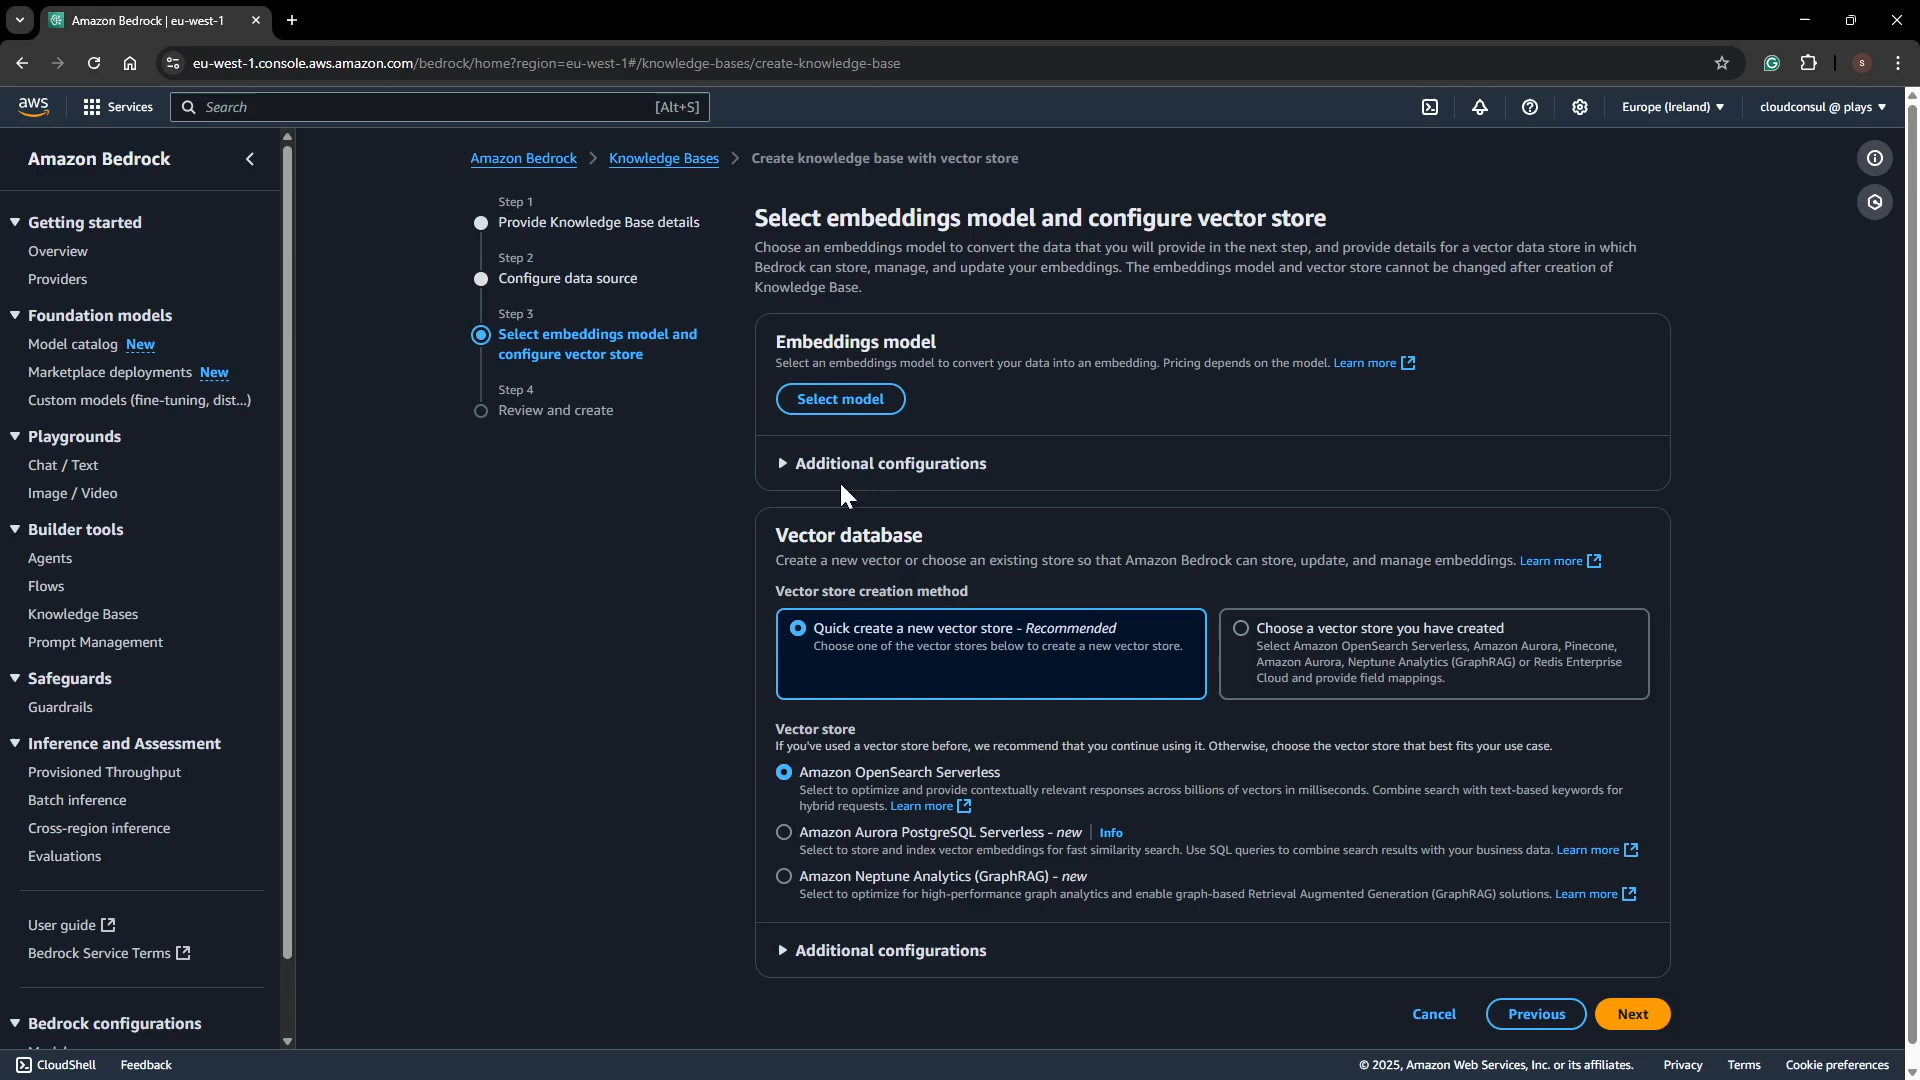 Amazon Bedrock | eu-west-1
eu-west-1.console.aws.amazon.com/bedrock/home?region=eu-west-1#/knowledge-bases/create-knowledge-base
S
aws
Services
Search
[Alt+S]
Europe (Ireland)
cloudconsul @ plays
Amazon Bedrock
Getting started
Overview
Providers
Foundation models
Model catalog New
Marketplace deployments New
Custom models (fine-tuning, dist...)
Playgrounds
Chat / Text
Image / Video
Builder tools
Agents
Flows
Knowledge Bases
Prompt Management
Safeguards
Guardrails
Inference and Assessment
Provisioned Throughput
Batch inference
Cross-region inference
Evaluations
User guide
Bedrock Service Terms
Bedrock configurations
Amazon Bedrock
Knowledge Bases
Create knowledge base with vector store
Step 1
Provide Knowledge Base details
Step 2
Configure data source
Step 3
Select embeddings model and
configure vector store
Step 4
Review and create
Select embeddings model and configure vector store
Choose an embeddings model to convert the data that you will provide in the next step, and provide details for a vector data store in which
Bedrock can store, manage, and update your embeddings. The embeddings model and vector store cannot be changed after creation of
Knowledge Base.
Embeddings model
Select an embeddings model to convert your data into an embedding. Pricing depends on the model. Learn more
Select model
Additional configurations
Vector database
Create a new vector or choose an existing store so that Amazon Bedrock can store, update, and manage embeddings. Learn more
Vector store creation method
Quick create a new vector store - Recommended
Choose one of the vector stores below to create a new vector store.
Choose a vector store you have created
Select Amazon OpenSearch Serverless, Amazon Aurora, Pinecone,
Amazon Aurora, Neptune Analytics (GraphRAG) or Redis Enterprise
Cloud and provide field mappings.
Vector store
If you've used a vector store before, we recommend that you continue using it. Otherwise, choose the vector store that best fits your use case.
Amazon OpenSearch Serverless
Select to optimize and provide contextually relevant responses across billions of vectors in milliseconds. Combine search with text-based keywords for
hybrid requests. Learn more
Amazon Aurora PostgreSQL Serverless - new Info
Select to store and index vector embeddings for fast similarity search. Use SQL queries to combine search results with your business data. Learn more
Amazon Neptune Analytics (GraphRAG) - new
Select to optimize for high-performance graph analytics and enable graph-based Retrieval Augmented Generation (GraphRAG) solutions. Learn more
Additional configurations
Cancel
Previous
Next
CloudShell
Feedback
© 2025, Amazon Web Services, Inc. or its affiliates.
Privacy
Terms
Cookie preferences